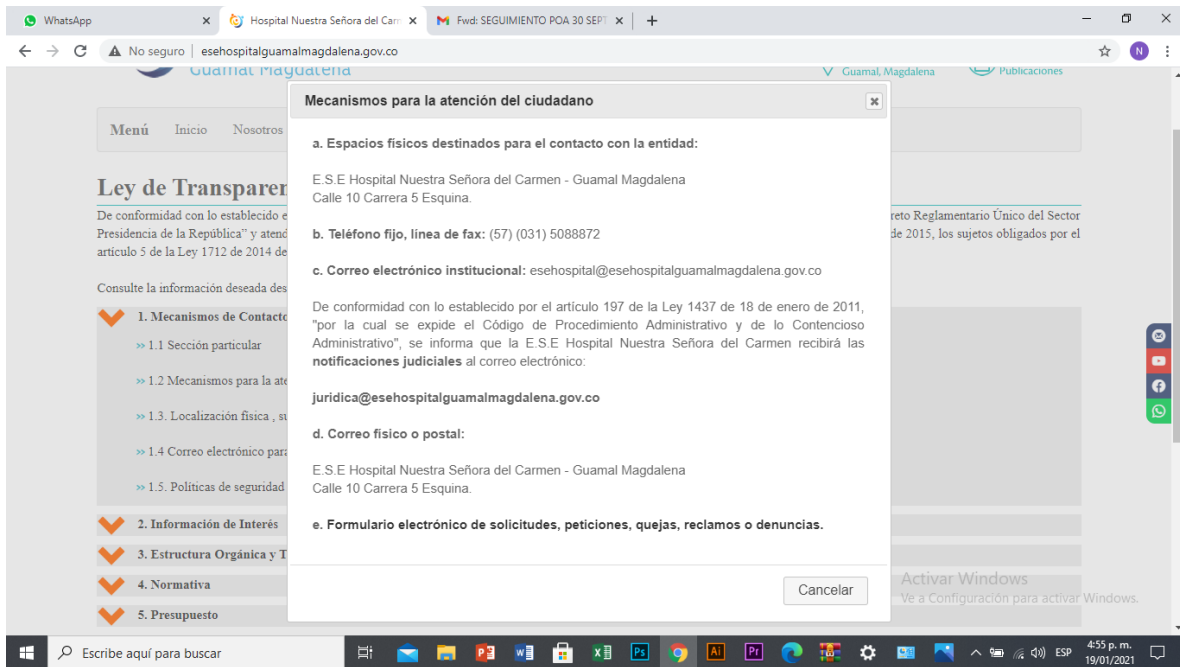 WhatsApp
Hospital Nuestra Señora del Carm
Fwd: SEGUIMIENTO POA 30 SEPT
No seguro | esehospitalguamalmagdalena.gov.co
N
Guamal Magdalena
Guamal, Magdalena
Publicaciones
Menú Inicio Nosotros
Mecanismos para la atención del ciudadano
a. Espacios físicos destinados para el contacto con la entidad:
E.S.E Hospital Nuestra Señora del Carmen - Guamal Magdalena
Calle 10 Carrera 5 Esquina.
b. Teléfono fijo, línea de fax: (57) (031) 5088872
c. Correo electrónico institucional: esehospital@esehospitalguamalmagdalena.gov.co
De conformidad con lo establecido por el artículo 197 de la Ley 1437 de 18 de enero de 2011,
"por la cual se expide el Código de Procedimiento Administrativo y de lo Contencioso
Administrativo", se informa que la E.S.E Hospital Nuestra Señora del Carmen recibirá las
notificaciones judiciales al correo electrónico:
juridica@esehospitalguamalmagdalena.gov.co
d. Correo físico o postal:
E.S.E Hospital Nuestra Señora del Carmen - Guamal Magdalena
Calle 10 Carrera 5 Esquina.
e. Formulario electrónico de solicitudes, peticiones, quejas, reclamos o denuncias.
Cancelar
Ley de Transparen
De conformidad con lo establecido e
reto Reglamentario Único del Sector
Presidencia de la República" y atend
de 2015, los sujetos obligados por el
artículo 5 de la Ley 1712 de 2014 de
Consulte la información deseada des
1. Mecanismos de Contacto
>> 1.1 Sección particular
>> 1.2 Mecanismos para la ate
>> 1.3. Localización física , su
>> 1.4 Correo electrónico para
>> 1.5. Políticas de seguridad
2. Información de Interés
3. Estructura Orgánica y T
4. Normativa
5. Presupuesto
Activar Windows
Ve a Configuración para activar Windows.
Escribe aquí para buscar
Ps
Ai
Pr
ESP
4:55 p. m.
19/01/2021